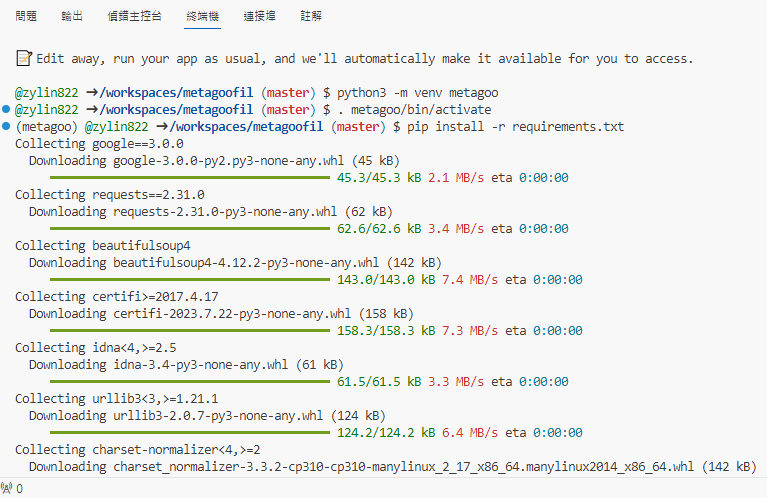 問題 輸出 偵錯主控台 終端機 連接埠 註解
Edit away, run your app as usual, and we'll automatically make it available for you to access.
@zylin822 →/workspaces/metagoofil (master) $ python3 -m venv metagoo
@zylin822 →/workspaces/metagoofil (master) $ . metagoo/bin/activate
(metagoo) @zylin822 →/workspaces/metagoofil (master) $ pip install -r requirements.txt
Collecting google==3.0.0
Downloading google-3.0.0-py2.py3-none-any.whl (45 kB)
45.3/45.3 kB 2.1 MB/s eta 0:00:00
Collecting requests==2.31.0
Downloading requests-2.31.0-py3-none-any.whl (62 kB)
62.6/62.6 kB 3.4 MB/s eta 0:00:00
Collecting beautifulsoup4
Downloading beautifulsoup4-4.12.2-py3-none-any.whl (142 kB)
143.0/143.0 kB 7.4 MB/s eta 0:00:00
Collecting certifi>=2017.4.17
Downloading certifi-2023.7.22-py3-none-any.whl (158 kB)
158.3/158.3 kB 7.3 MB/s eta 0:00:00
Collecting idna<4,>=2.5
Downloading idna-3.4-py3-none-any.whl (61 kB)
61.5/61.5 kB 3.3 MB/s eta 0:00:00
Collecting urllib3<3,>=1.21.1
Downloading urllib3-2.0.7-py3-none-any.whl (124 kB)
124.2/124.2 kB 6.4 MB/s eta 0:00:00
Collecting charset-normalizer<4,>=2
Downloading charset_normalizer-3.3.2-cp310-cp310-manylinux_2_17_x86_64.manylinux2014_x86_64.whl (142 kB)
0